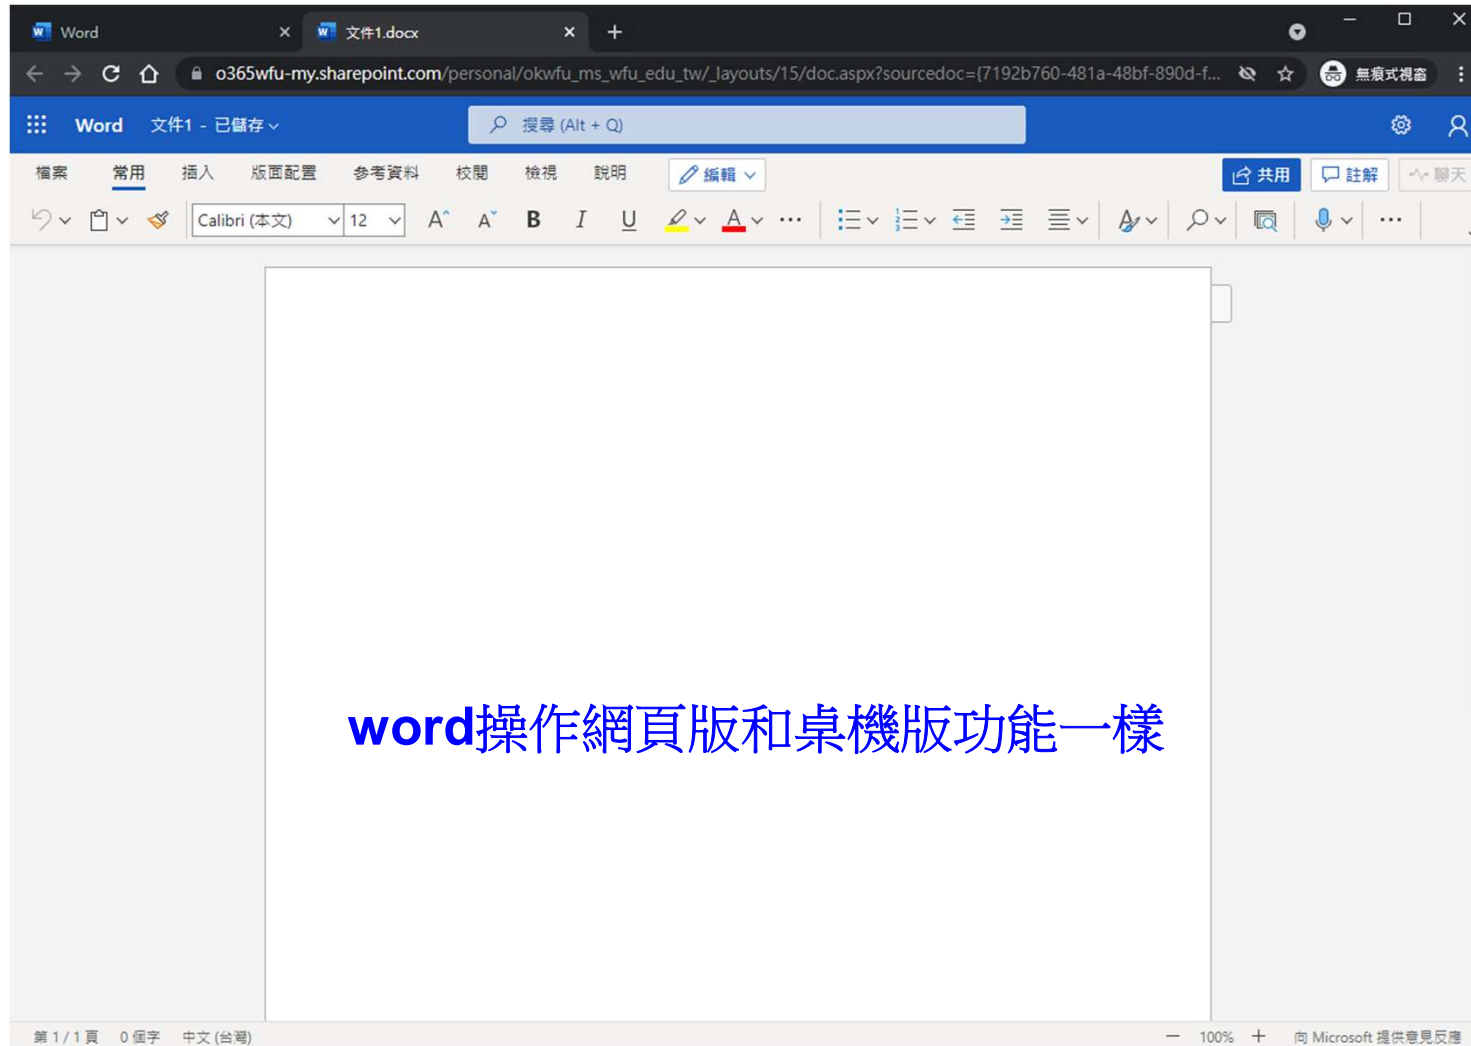 Word
文件1.docx
o365wfu-my.sharepoint.com/personal/okwfu_ms_wfu_edu_tw/_layouts/15/doc.aspx?sourcedoc={7192b760-481a-48bf-890d-f...
無痕式視窗
Word 文件1 - 已儲存
搜尋 (Alt + Q)
檔案 常用 插入 版面配置 參考資料 校閱 檢視 說明 編輯 共用 註解 聊天
Calibri (本文) 12 A A B I U A
word操作網頁版和桌機版功能一樣
第 1 / 1 頁 0 個字 中文 (台灣) 100% 向 Microsoft 提供意見反應